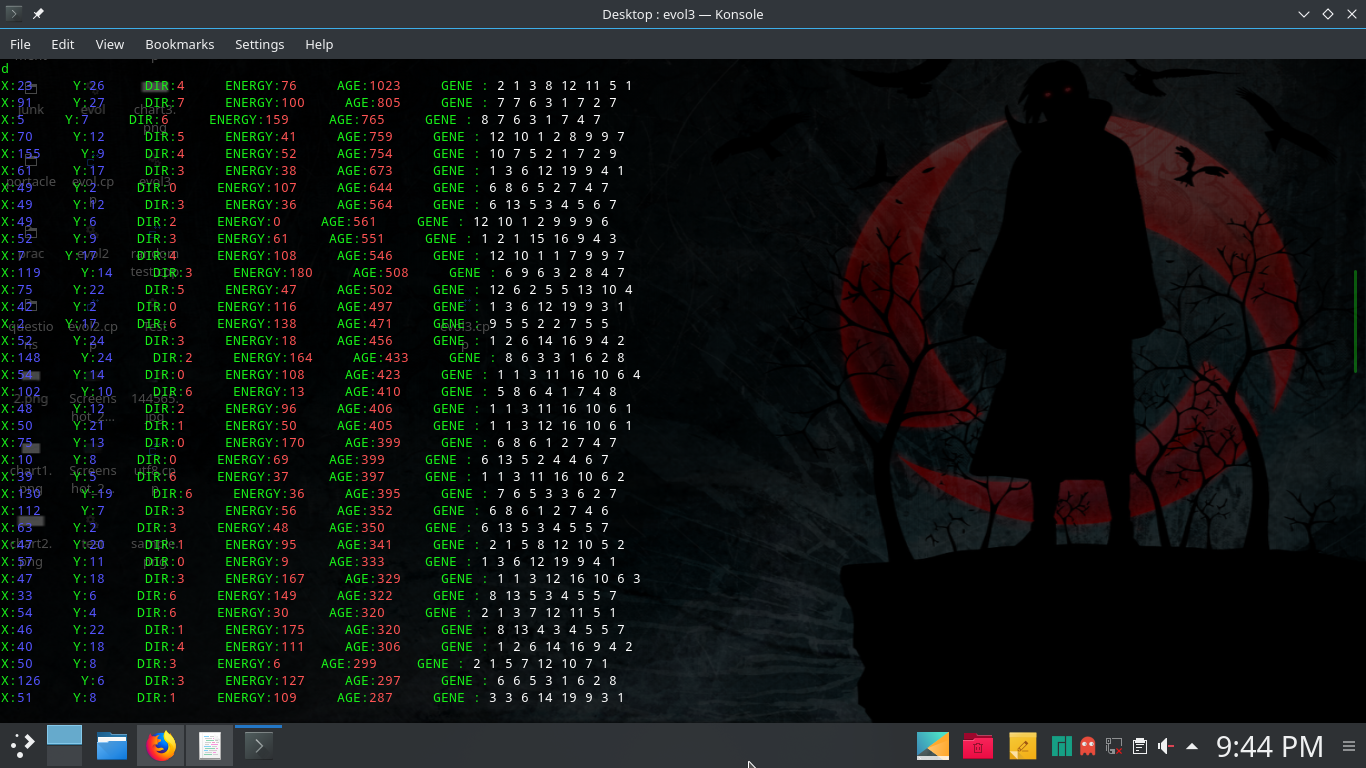 Desktop : evol3 — Konsole
File Edit View Bookmarks Settings Help
d
X:23 Y:26 DIR:4 ENERGY:76 AGE:1023 GENE : 2 1 3 8 12 11 5 1
X:91 Y:27 DIR:7 ENERGY:100 AGE:805 GENE : 7 7 6 3 1 7 2 7
X:5 Y:7 DIR:6 ENERGY:159 AGE:765 GENE : 8 7 6 3 1 7 4 7
X:70 Y:12 DIR:5 ENERGY:41 AGE:759 GENE : 12 10 1 2 8 9 9 7
X:155 Y:9 DIR:4 ENERGY:52 AGE:754 GENE : 10 7 5 2 1 7 2 9
X:61 Y:17 DIR:3 ENERGY:38 AGE:673 GENE : 1 3 6 12 19 9 4 1
X:49 Y:2 DIR:0 ENERGY:107 AGE:644 GENE : 6 8 6 5 2 7 4 7
X:49 Y:12 DIR:3 ENERGY:36 AGE:564 GENE : 6 13 5 3 4 5 6 7
X:49 Y:6 DIR:2 ENERGY:0 AGE:561 GENE : 12 10 1 2 9 9 9 6
X:52 Y:9 DIR:3 ENERGY:61 AGE:551 GENE : 1 2 1 15 16 9 4 3
X:7 Y:17 DIR:4 ENERGY:108 AGE:546 GENE : 12 10 1 1 7 9 9 7
X:119 Y:14 DIR:3 ENERGY:180 AGE:508 GENE : 6 9 6 3 2 8 4 7
X:75 Y:22 DIR:5 ENERGY:47 AGE:502 GENE : 12 6 2 5 5 13 10 4
X:42 Y:2 DIR:0 ENERGY:116 AGE:497 GENE : 1 3 6 12 19 9 3 1
X:2 Y:17 DIR:6 ENERGY:138 AGE:471 GENE : 9 5 5 2 2 7 5 5
X:52 Y:24 DIR:3 ENERGY:18 AGE:456 GENE : 1 2 6 14 16 9 4 2
X:148 Y:24 DIR:2 ENERGY:164 AGE:433 GENE : 8 6 3 3 1 6 2 8
X:54 Y:14 DIR:0 ENERGY:108 AGE:423 GENE : 1 1 3 11 16 10 6 4
X:102 Y:10 DIR:6 ENERGY:13 AGE:410 GENE : 5 8 6 4 1 7 4 8
X:48 Y:12 DIR:2 ENERGY:96 AGE:406 GENE : 1 1 3 11 16 10 6 1
X:50 Y:21 DIR:1 ENERGY:50 AGE:405 GENE : 1 1 3 12 16 10 6 1
X:75 Y:13 DIR:0 ENERGY:170 AGE:399 GENE : 6 8 6 1 2 7 4 7
X:10 Y:8 DIR:0 ENERGY:69 AGE:399 GENE : 6 13 5 2 4 4 6 7
X:39 Y:5 DIR:6 ENERGY:37 AGE:397 GENE : 1 1 3 11 16 10 6 2
X:130 Y:19 DIR:6 ENERGY:36 AGE:395 GENE : 7 6 5 3 3 6 2 7
X:112 Y:7 DIR:3 ENERGY:56 AGE:352 GENE : 6 8 6 1 2 7 4 6
X:63 Y:2 DIR:3 ENERGY:48 AGE:350 GENE : 6 13 5 3 4 5 5 7
X:47 Y:20 DIR:1 ENERGY:95 AGE:341 GENE : 2 1 5 8 12 10 5 2
X:57 Y:11 DIR:0 ENERGY:9 AGE:333 GENE : 1 3 6 12 19 9 4 1
X:47 Y:18 DIR:3 ENERGY:167 AGE:329 GENE : 1 1 3 12 16 10 6 3
X:33 Y:6 DIR:6 ENERGY:149 AGE:322 GENE : 8 13 5 3 4 5 5 7
X:54 Y:4 DIR:6 ENERGY:30 AGE:320 GENE : 2 1 3 7 12 11 5 1
X:46 Y:22 DIR:1 ENERGY:175 AGE:320 GENE : 8 13 4 3 4 5 5 7
X:40 Y:18 DIR:4 ENERGY:111 AGE:306 GENE : 1 2 6 14 16 9 4 2
X:50 Y:8 DIR:3 ENERGY:6 AGE:299 GENE : 2 1 5 7 12 10 7 1
X:126 Y:6 DIR:3 ENERGY:127 AGE:297 GENE : 6 6 5 3 1 6 2 8
X:51 Y:8 DIR:1 ENERGY:109 AGE:287 GENE : 3 3 6 14 19 9 3 1
9:44 PM